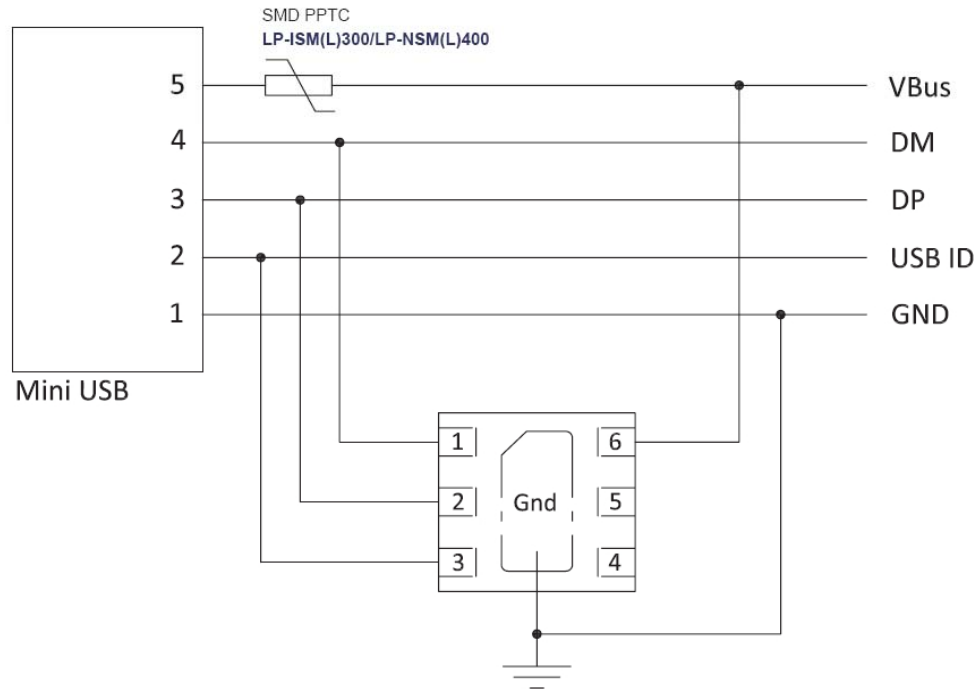 SMD PPTC
LP-ISM(L)300/LP-NSM(L)400
5
VBus
4
DM
3
DP
2
USB ID
1
GND
Mini USB
1
6
2
Gnd
5
3
4